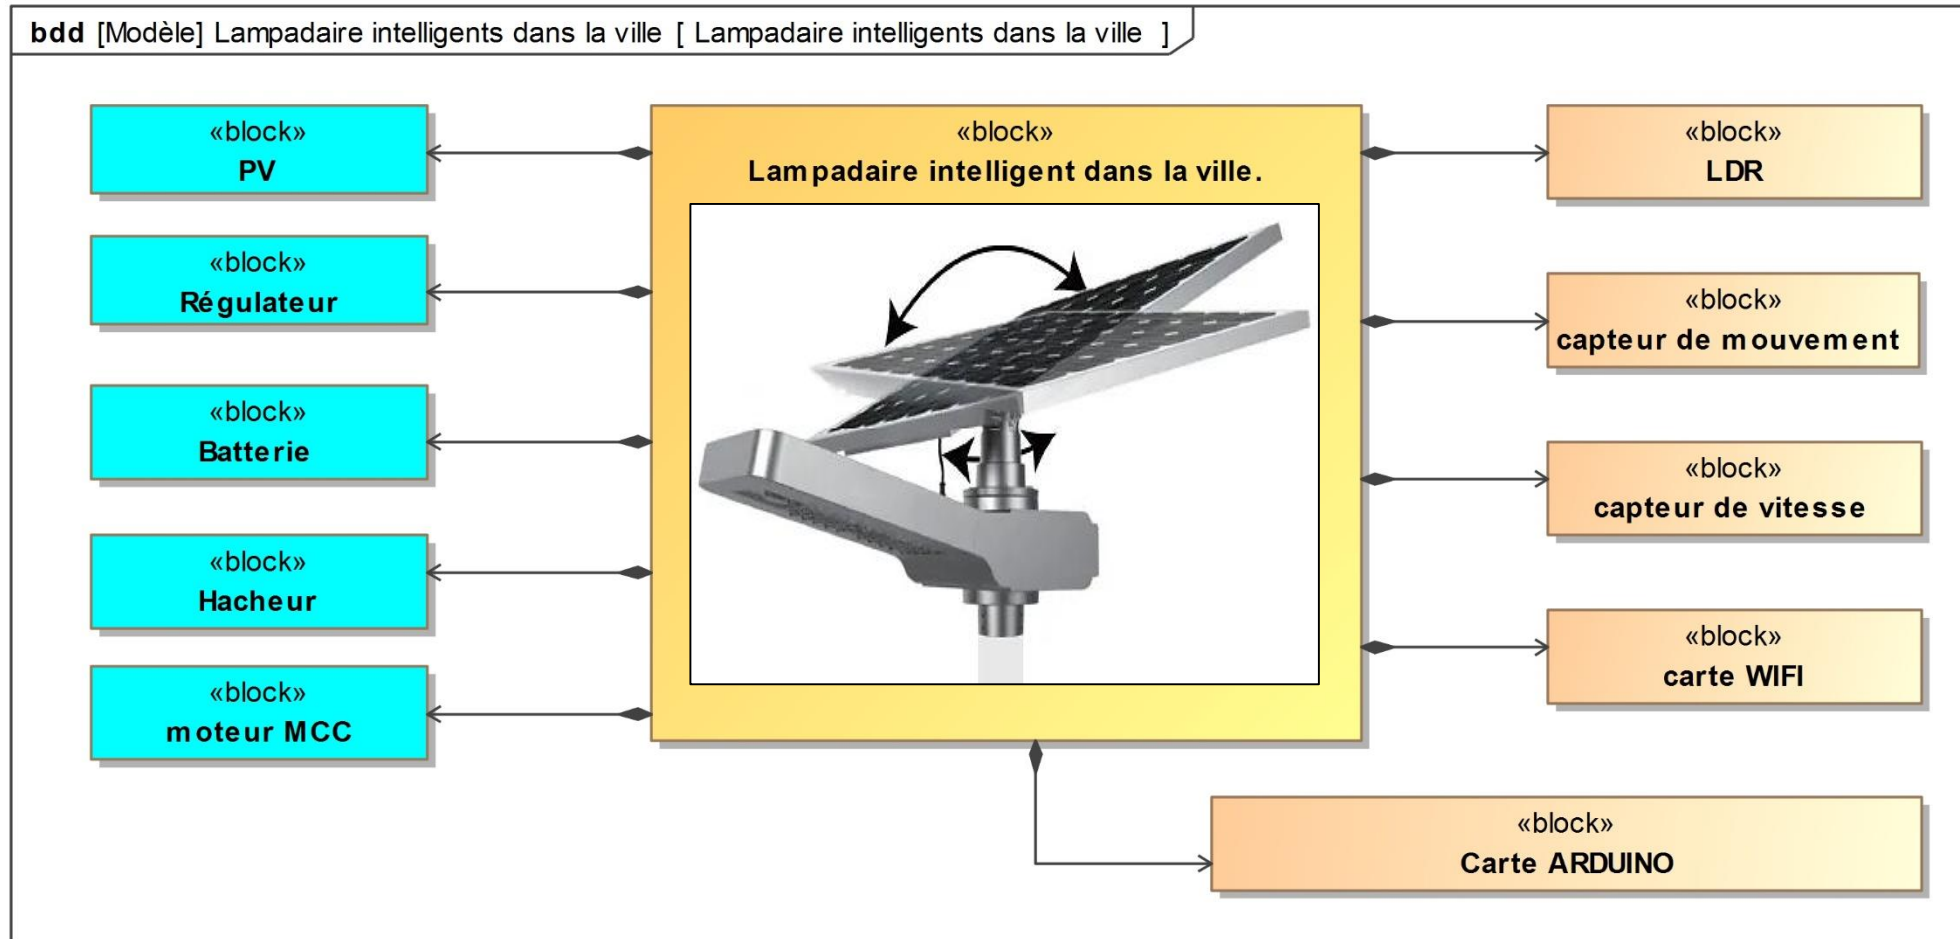 bdd [Modèle] Lampadaire intelligents dans la ville [ Lampadaire intelligents dans la ville ]
«block»
PV
«block»
Régulateur
«block»
Batterie
«block»
Hacheur
«block»
moteur MCC
«block»
Lampadaire intelligent dans la ville.
«block»
LDR
«block»
capteur de mouvement
«block»
capteur de vitesse
«block»
carte WIFI
«block»
Carte ARDUINO